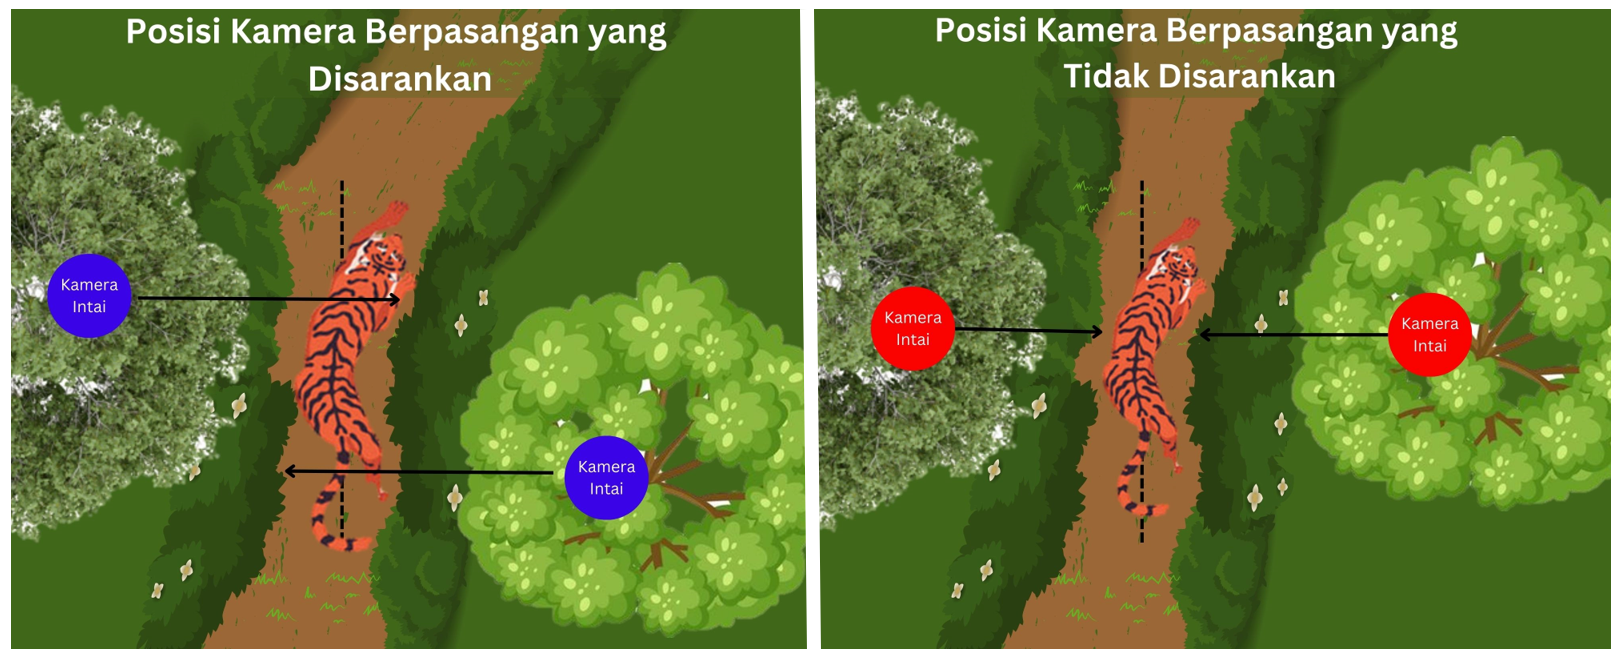 Posisi Kamera Berpasangan yang
Disarankan
Kamera
Intai
Kamera
Intai
Posisi Kamera Berpasangan yang
Tidak Disarankan
Kamera
Intai
Kamera
Intai